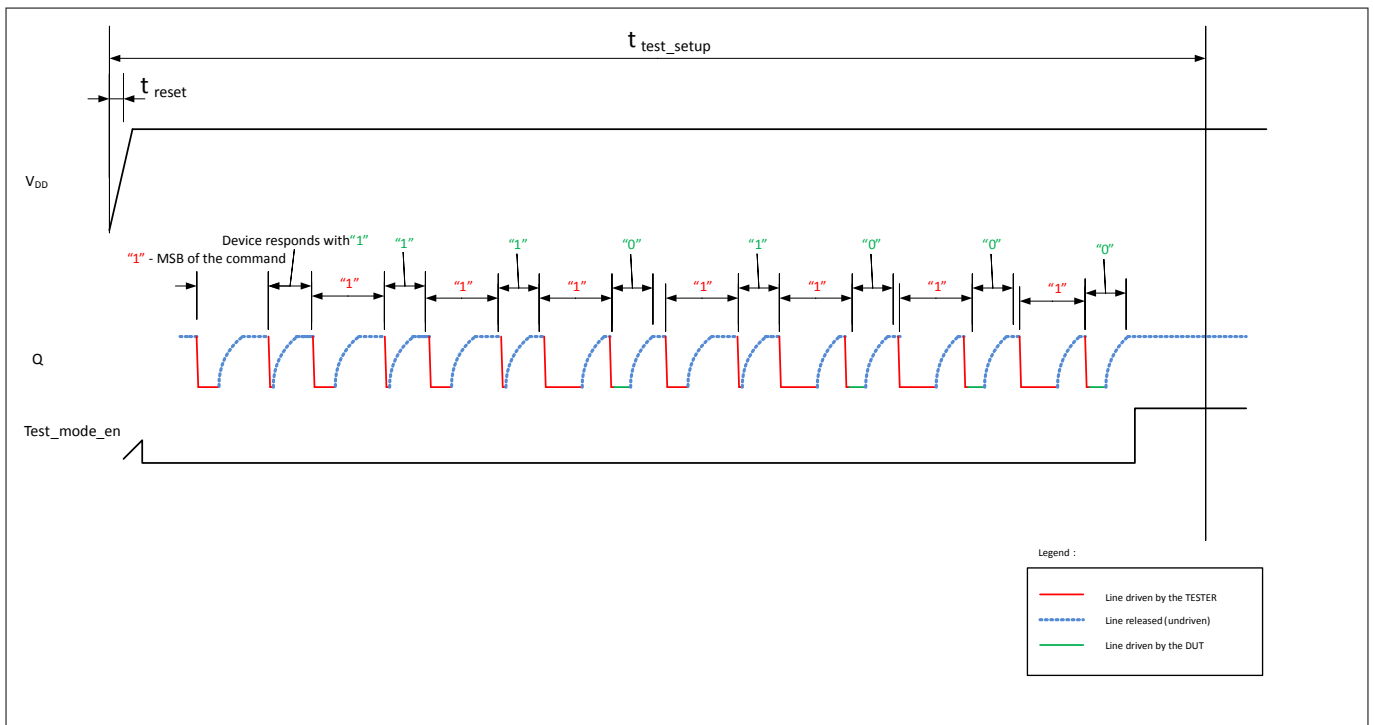 t test_setup
t reset
VDD
Device responds with “1”
“1” - MSB of the command
“1” “1” “0” “1” “0” “0” “0”
“1” “1” “1” “1” “1” “1” “1”
Q
Test_mode_en
Legend :
Line driven by the TESTER
Line released (undriven)
Line driven by the DUT